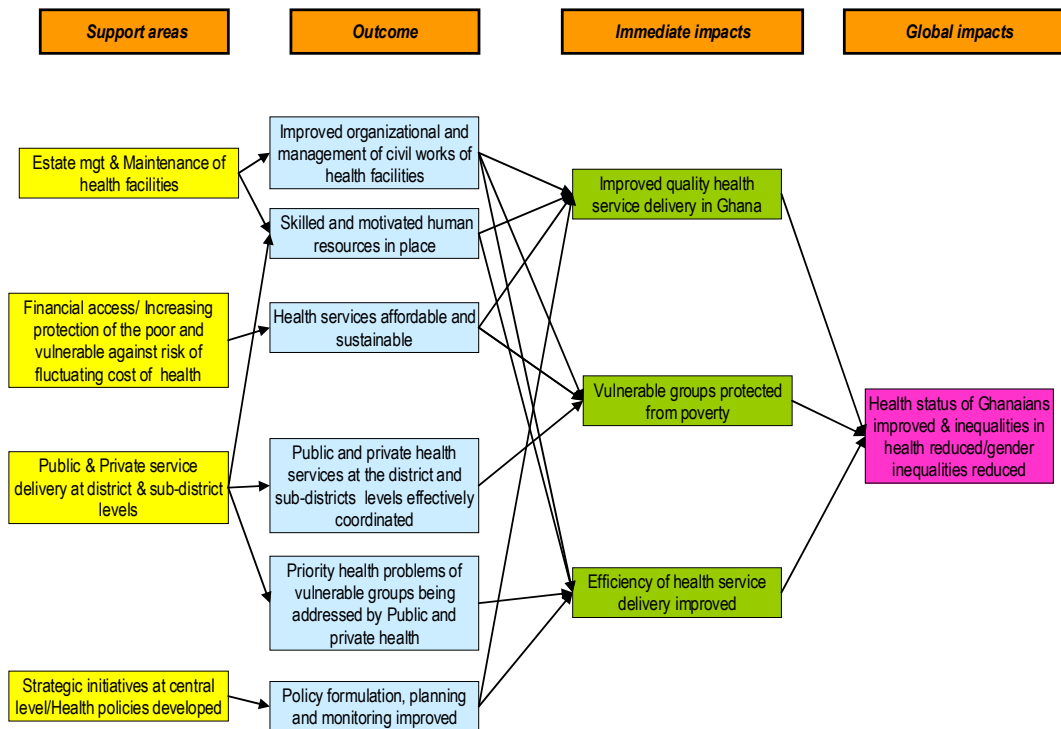 Support areas
Outcome
Immediate impacts
Global impacts
Estate mgt & Maintenance of
health facilities
Financial access/ Increasing
protection of the poor and
vulnerable against risk of
fluctuating cost of health
Public & Private service
delivery at district & sub-district
levels
Strategic initiatives at central
level/Health policies developed
Improved organizational and
management of civil works of
health facilities
Skilled and motivated human
resources in place
Health services affordable and
sustainable
Public and private health
services at the district and
sub-districts levels effectively
coordinated
Priority health problems of
vulnerable groups being
addressed by Public and
private health
Policy formulation, planning
and monitoring improved
Improved quality health
service delivery in Ghana
Vulnerable groups protected
from poverty
Efficiency of health service
delivery improved
Health status of Ghanaians
improved & inequalities in
health reduced/gender
inequalities reduced